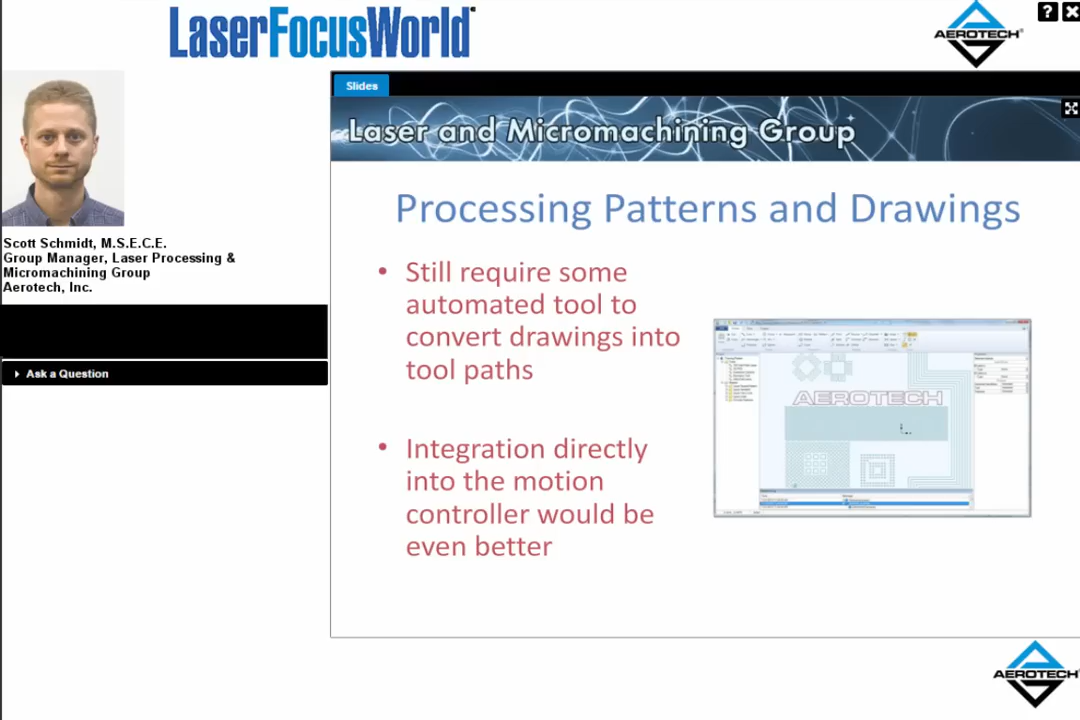 LaserFocusWorld
AEROTECH
?
Scott Schmidt, M.S.E.C.E.
Group Manager, Laser Processing &
Micromachining Group
Aerotech, Inc.
Ask a Question
Slides
Laser and Micromachining Group
Processing Patterns and Drawings
• Still require some
automated tool to
convert drawings into
tool paths
• Integration directly
into the motion
controller would be
even better
AEROTECH
AEROTECH